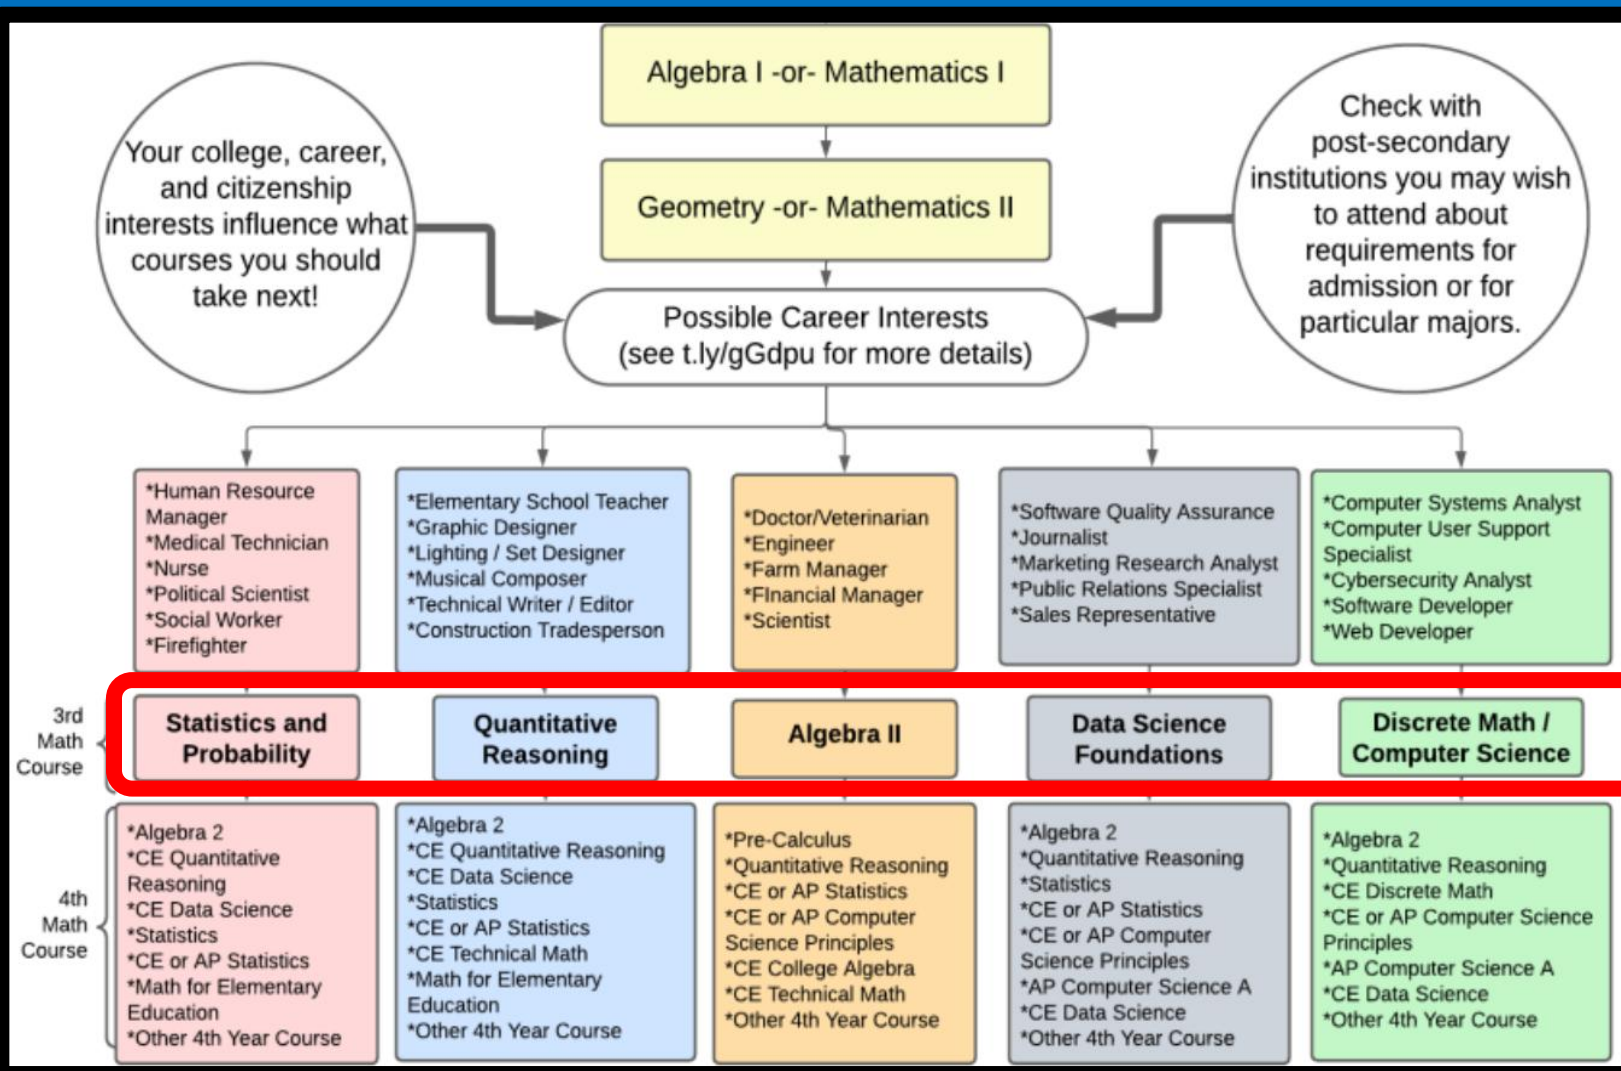 Algebra I -or- Mathematics I
Your college, career,
and citizenship
interests influence what
courses you should
take next!
Geometry -or- Mathematics II
Check with
post-secondary
institutions you may wish
to attend about
requirements for
admission or for
particular majors.
Possible Career Interests
(see t.ly/gGdpu for more details)
*Human Resource
Manager
*Medical Technician
*Nurse
*Political Scientist
*Social Worker
*Firefighter
*Elementary School Teacher
*Graphic Designer
*Lighting / Set Designer
*Musical Composer
*Technical Writer / Editor
*Construction Tradesperson
*Doctor/Veterinarian
*Engineer
*Farm Manager
*FInancial Manager
*Scientist
*Software Quality Assurance
*Journalist
*Marketing Research Analyst
*Public Relations Specialist
*Sales Representative
*Computer Systems Analyst
*Computer User Support
Specialist
*Cybersecurity Analyst
*Software Developer
*Web Developer
3rd
Math
Course
Statistics and
Probability
Quantitative
Reasoning
Algebra II
Data Science
Foundations
Discrete Math /
Computer Science
4th
Math
Course
*Algebra 2
*CE Quantitative
Reasoning
*CE Data Science
*Statistics
*CE or AP Statistics
*Math for Elementary
Education
*Other 4th Year Course
*Algebra 2
*CE Quantitative Reasoning
*CE Data Science
*Statistics
*CE or AP Statistics
*CE Technical Math
*Math for Elementary
Education
*Other 4th Year Course
*Pre-Calculus
*Quantitative Reasoning
*CE or AP Statistics
*CE or AP Computer
Science Principles
*CE College Algebra
*CE Technical Math
*Other 4th Year Course
*Algebra 2
*Quantitative Reasoning
*Statistics
*CE or AP Statistics
*CE or AP Computer
Science Principles
*AP Computer Science A
*CE Data Science
*Other 4th Year Course
*Algebra 2
*Quantitative Reasoning
*CE Discrete Math
*CE or AP Computer Science
Principles
*AP Computer Science A
*CE Data Science
*Other 4th Year Course